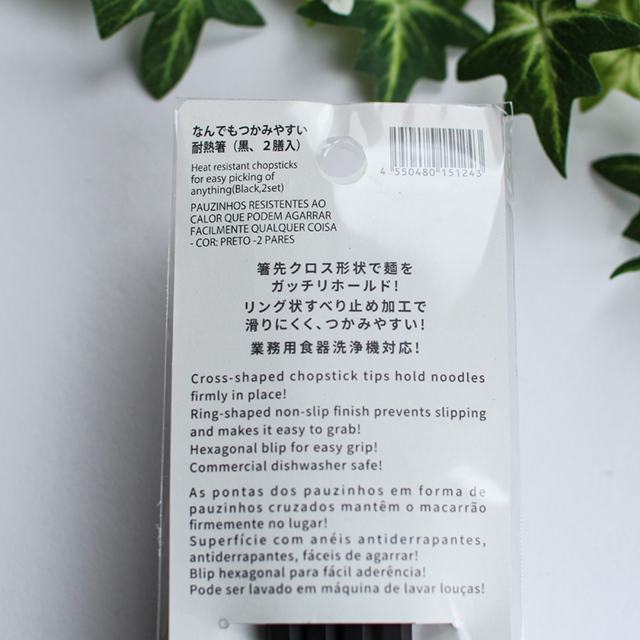 なんでもつかみやすい
耐熱箸（黒、２膳入）
Heat resistant chopsticks
for easy picking of
anything(Black,2set)
PAUZINHOS RESISTENTES AO
CALOR QUE PODEM AGARRAR
FACILMENTE QUALQUER COISA
- COR: PRETO -2 PARES
4 550480 151243
箸先クロス形状で麺を
ガッチリホールド！
リング状すべり止め加工で
滑りにくく、つかみやすい！
業務用食器洗浄機対応！
Cross-shaped chopstick tips hold noodles
firmly in place!
Ring-shaped non-slip finish prevents slipping
and makes it easy to grab!
Hexagonal blip for easy grip!
Commercial dishwasher safe!
As pontas dos pauzinhos em forma de
pauzinhos cruzados mantêm o macarrão
firmemente no lugar!
Superfície com anéis antiderrapantes,
antiderrapantes, fáceis de agarrar!
Blip hexagonal para fácil aderência!
Pode ser lavado em máquina de lavar louças!